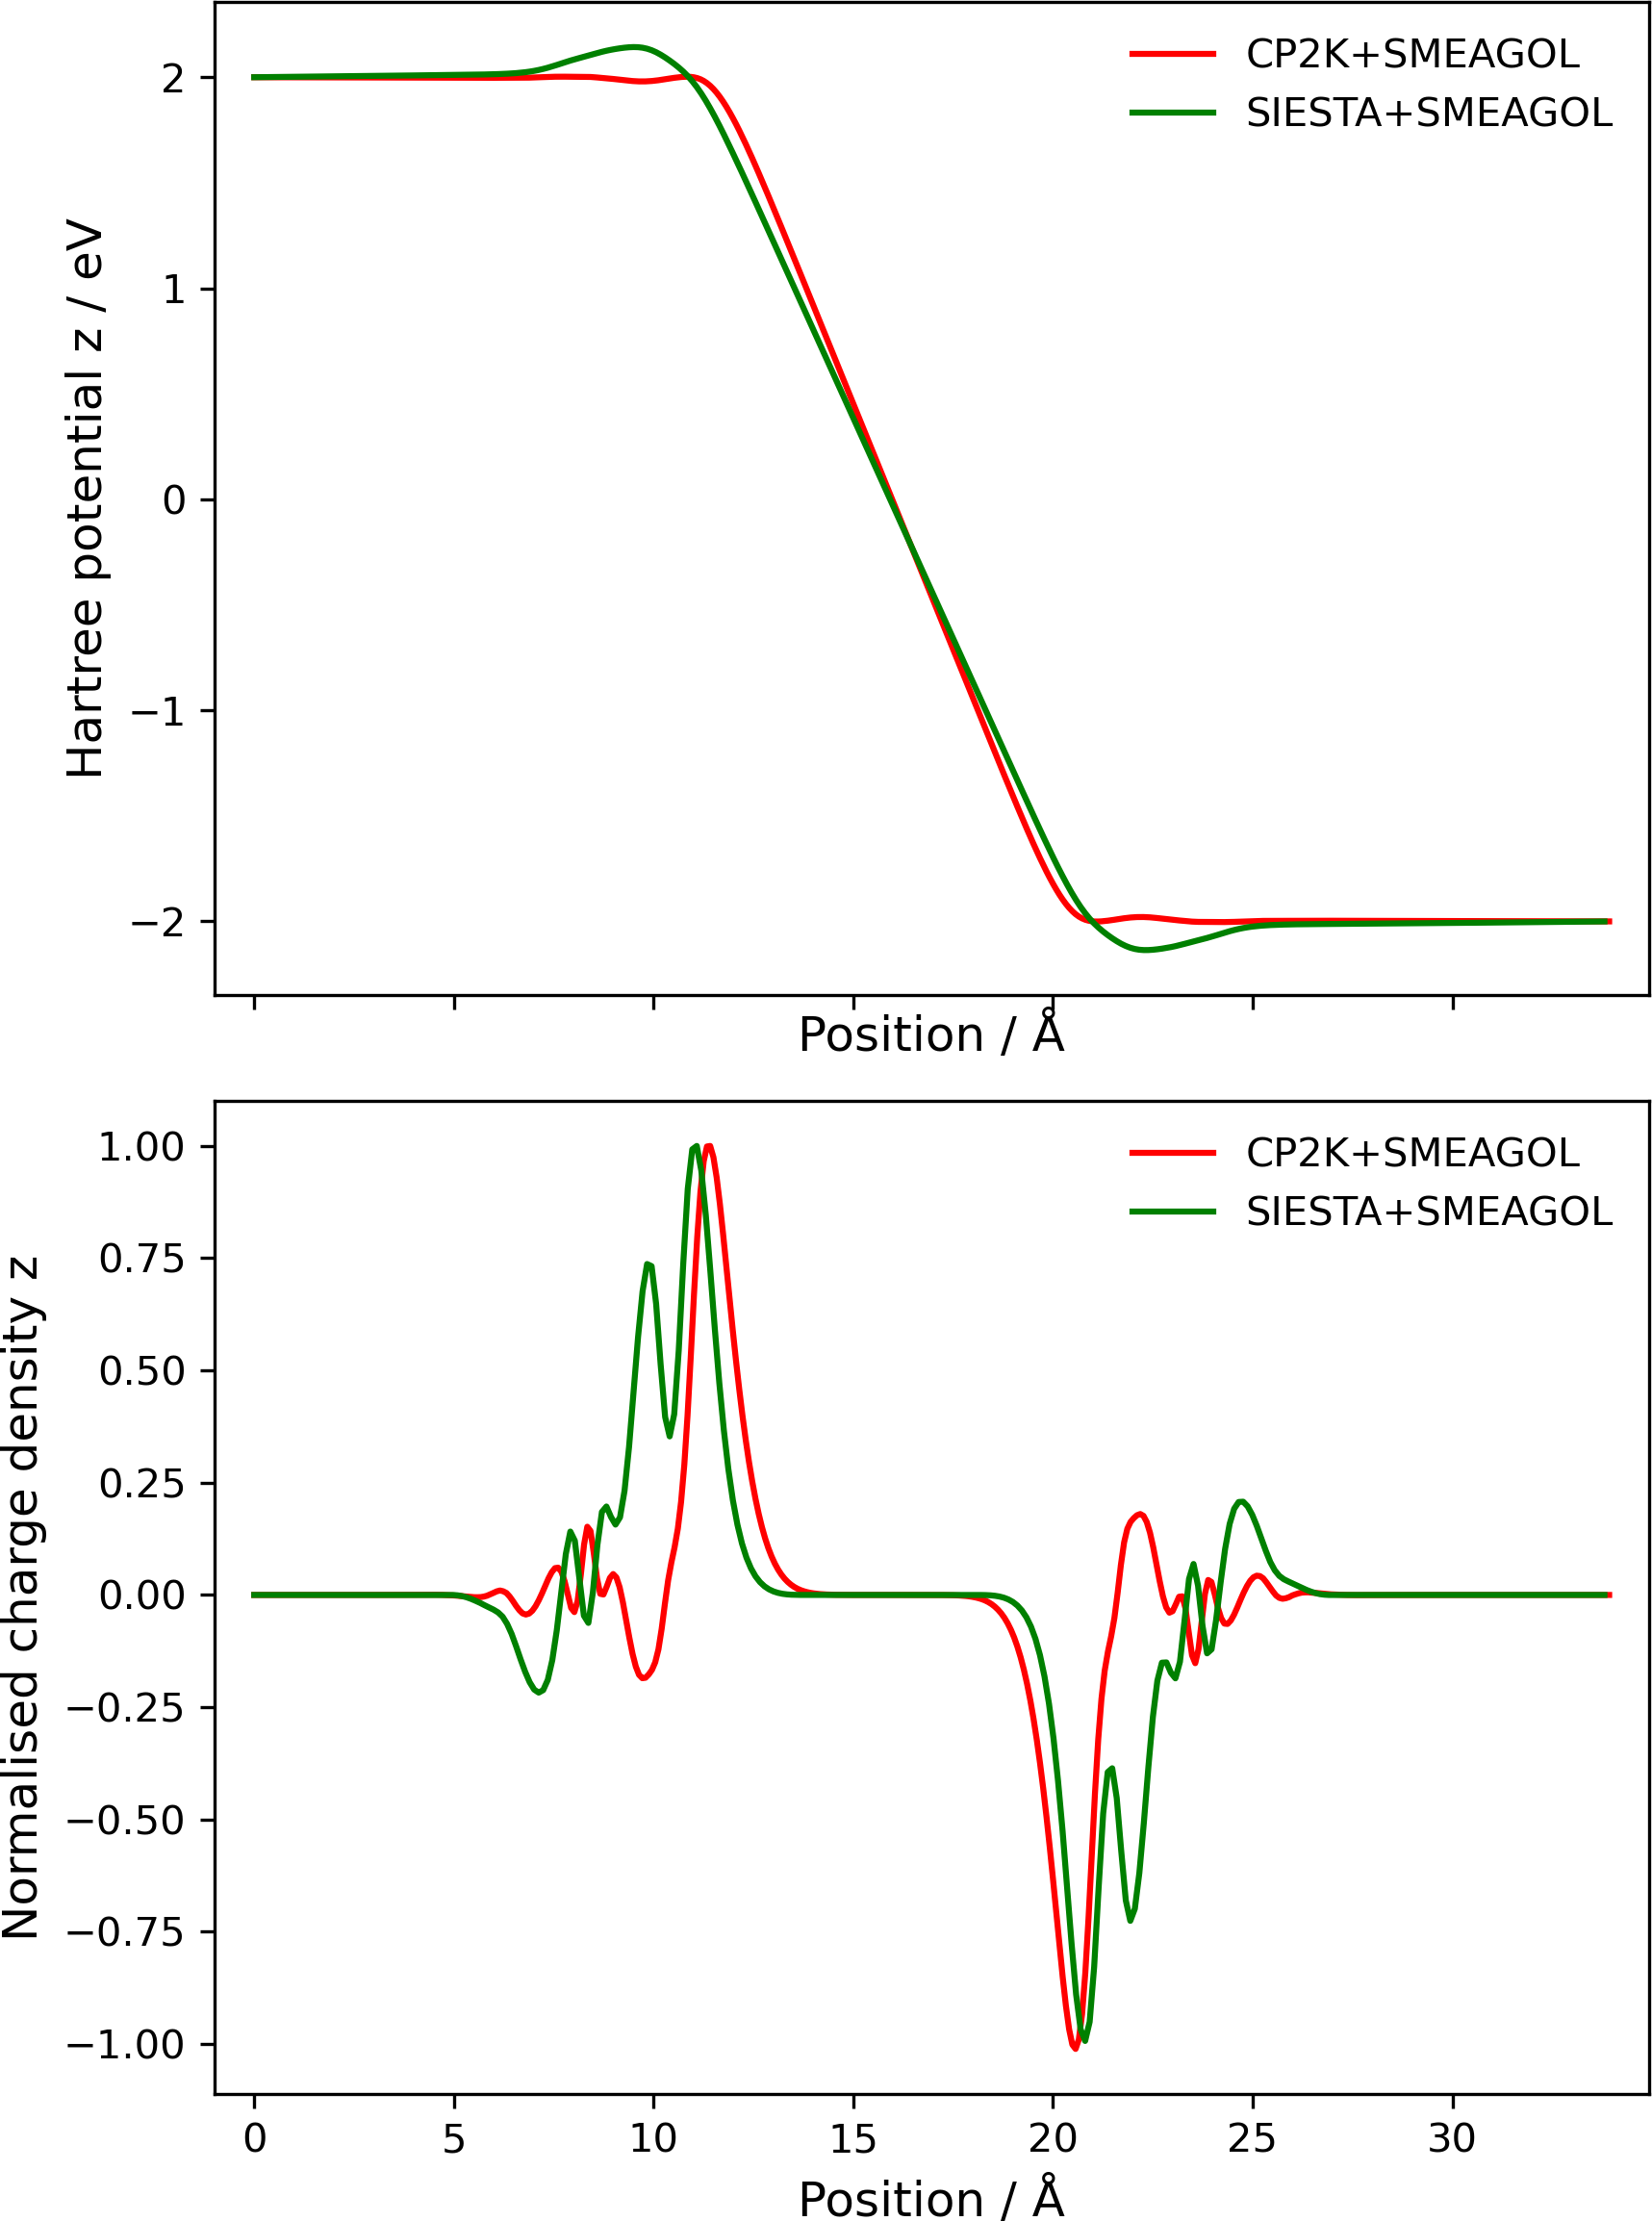 CP2K+SMEAGOL
SIESTA+SMEAGOL
2
1
0
−1
−2
Hartree potential z / eV
Position / Å
CP2K+SMEAGOL
SIESTA+SMEAGOL
1.00
0.75
0.50
0.25
0.00
−0.25
−0.50
−0.75
−1.00
Normalised charge density z
0 5 10 15 20 25 30
Position / Å